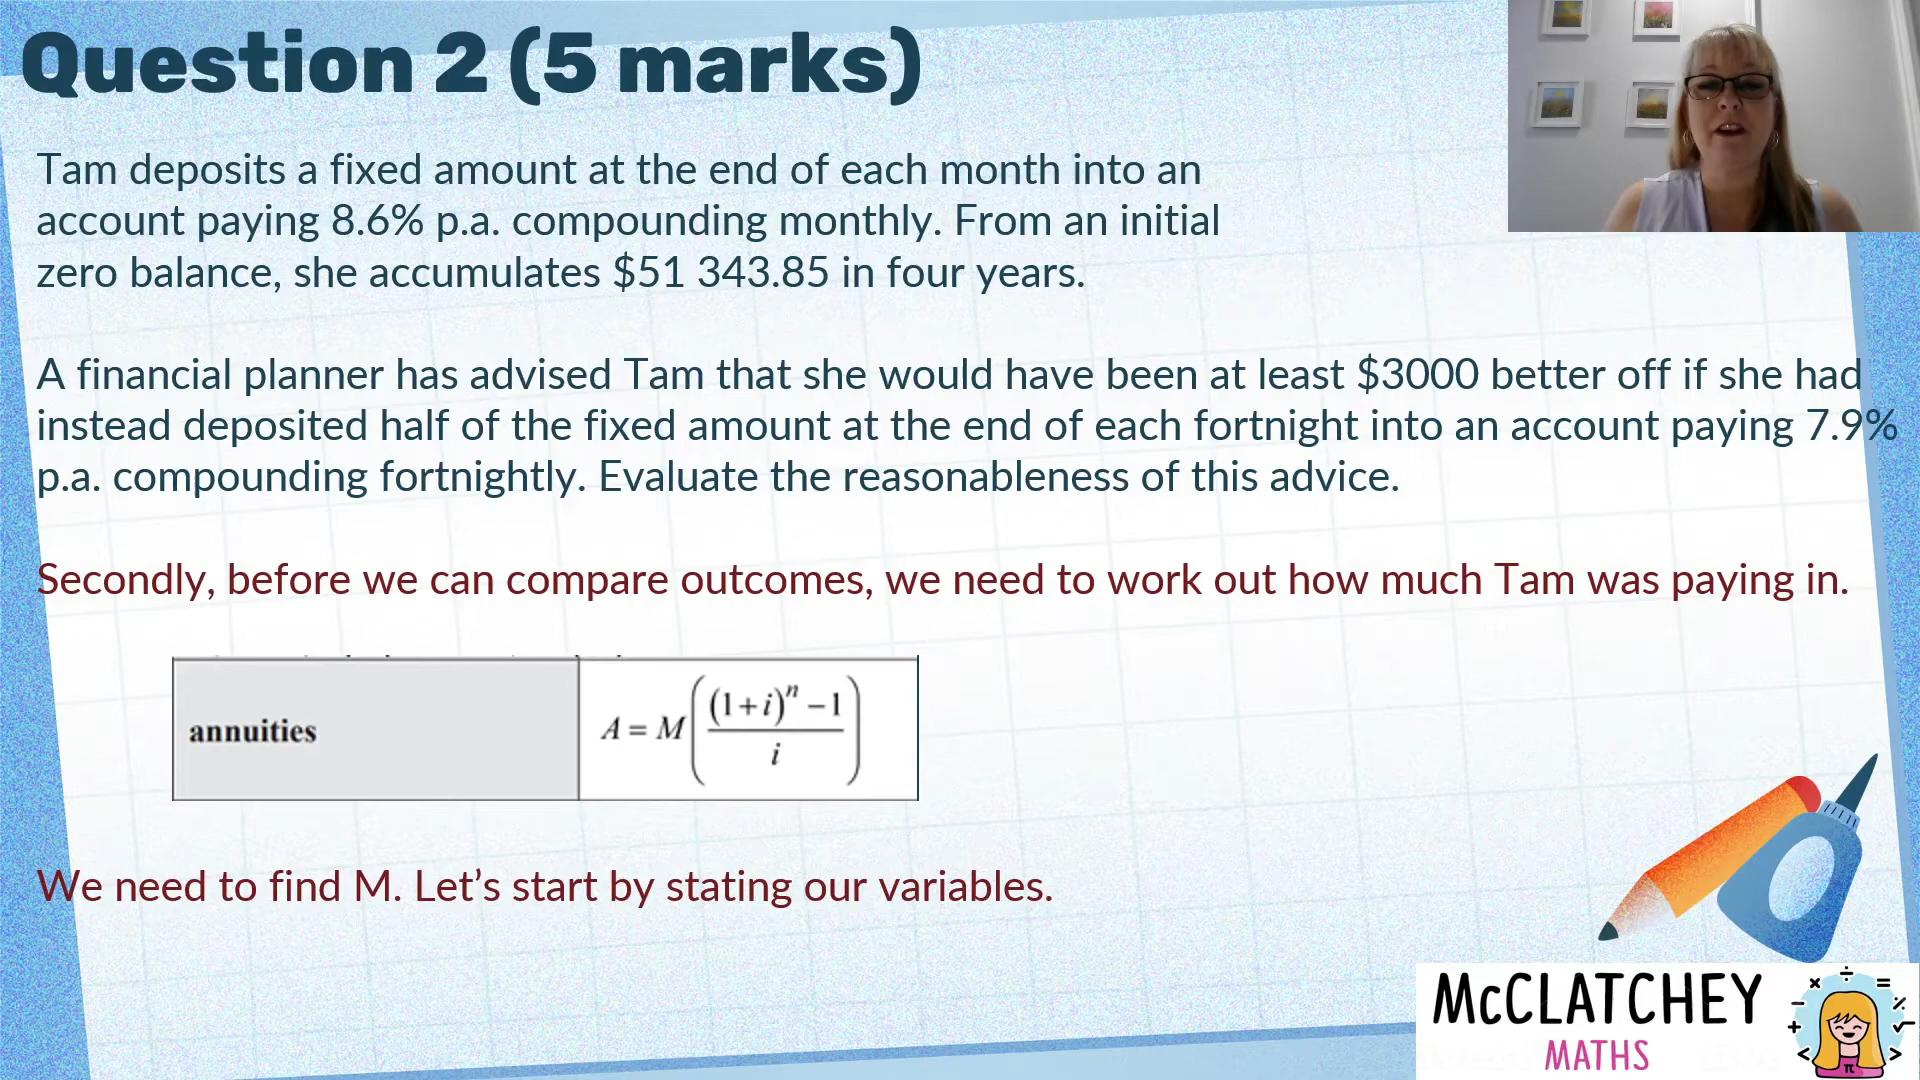 Question 2 (5 marks)
Tam deposits a fixed amount at the end of each month into an
account paying 8.6% p.a. compounding monthly. From an initial
zero balance, she accumulates $51 343.85 in four years.
A financial planner has advised Tam that she would have been at least $3000 better off if she had
instead deposited half of the fixed amount at the end of each fortnight into an account paying 7.9%
p.a. compounding fortnightly. Evaluate the reasonableness of this advice.
Secondly, before we can compare outcomes, we need to work out how much Tam was paying in.
annuities
A = M( ((1+i)^n − 1) / i )
We need to find M. Let’s start by stating our variables.
McCLATCHEY
MATHS